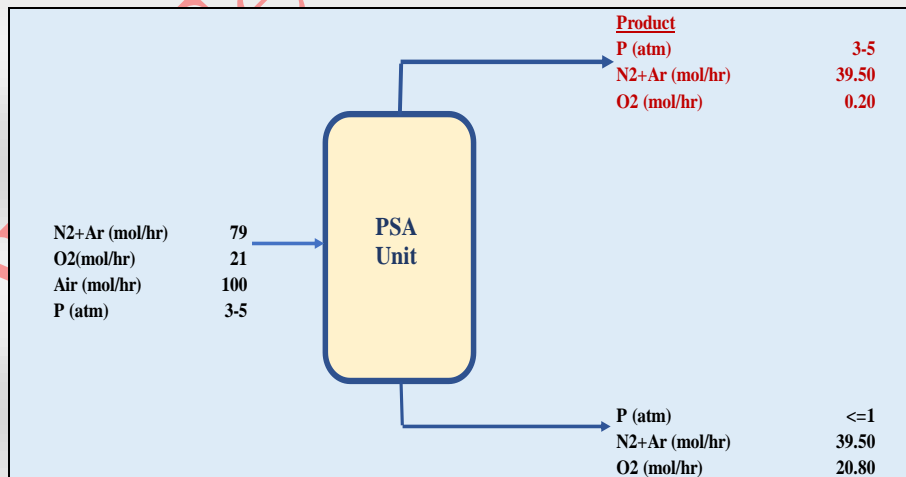 Product
P (atm) 3-5
N2+Ar (mol/hr) 39.50
O2 (mol/hr) 0.20
PSA
Unit
N2+Ar (mol/hr) 79
O2(mol/hr) 21
Air (mol/hr) 100
P (atm) 3-5
P (atm) <=1
N2+Ar (mol/hr) 39.50
O2 (mol/hr) 20.80